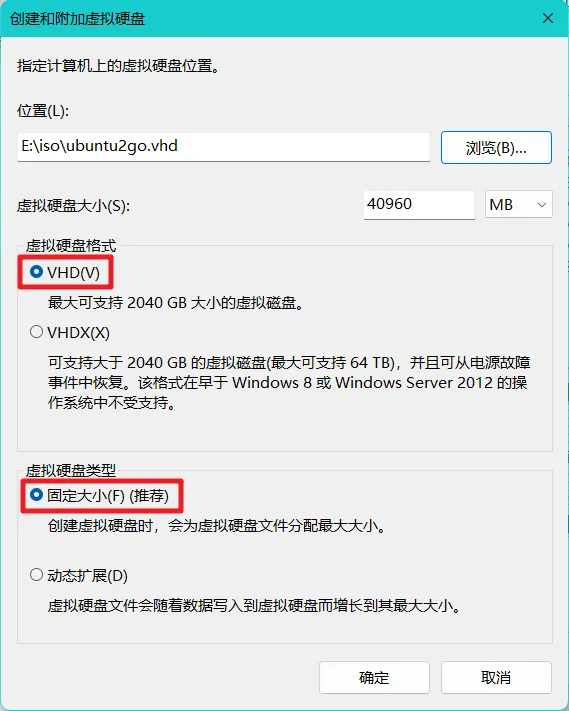 创建和附加虚拟硬盘
指定计算机上的虚拟硬盘位置。
位置(L):
E:\iso\ubuntu2go.vhd
浏览(B)...
虚拟硬盘大小(S):
40960
MB
虚拟硬盘格式
VHD(V)
最大可支持 2040 GB 大小的虚拟磁盘。
VHDX(X)
可支持大于 2040 GB 的虚拟磁盘(最大可支持 64 TB)，并且可从电源故障
事件中恢复。该格式在早于 Windows 8 或 Windows Server 2012 的操
作系统中不受支持。
虚拟硬盘类型
固定大小(F) (推荐)
创建虚拟硬盘时，会为虚拟硬盘文件分配最大大小。
动态扩展(D)
虚拟硬盘文件会随着数据写入到虚拟硬盘而增长到其最大大小。
确定
取消